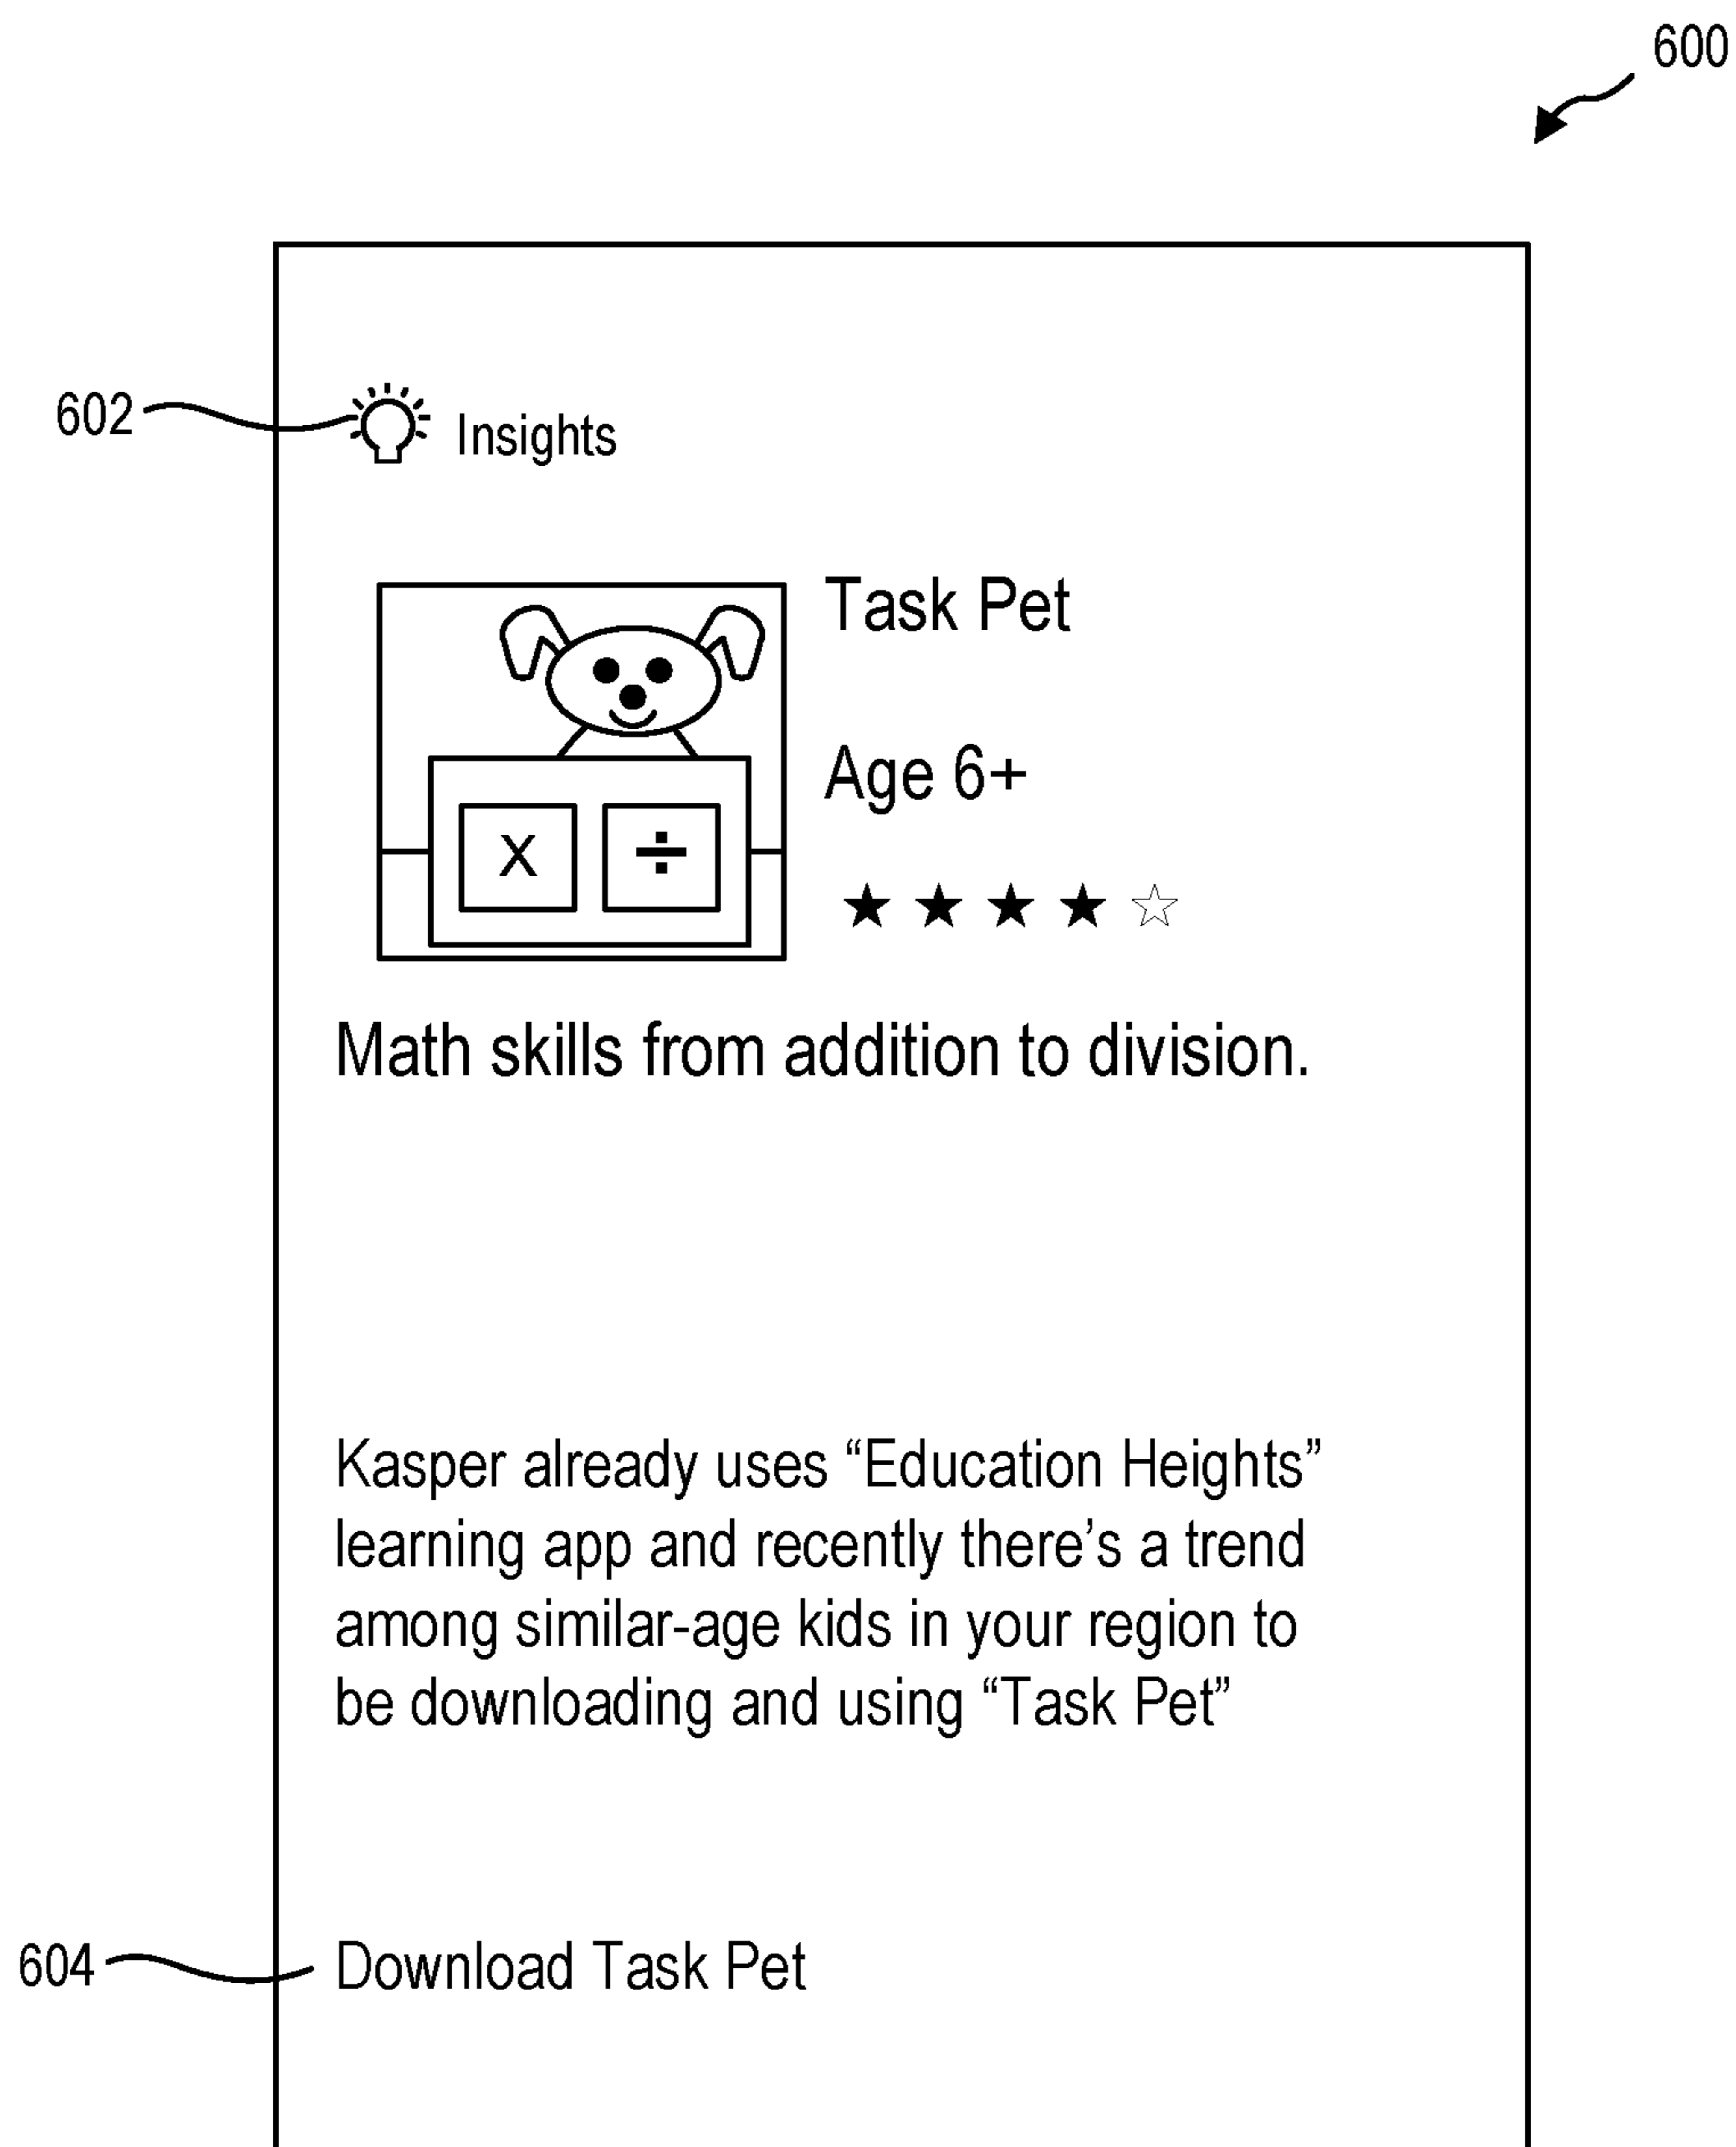 600
602
Insights
Task Pet
Age 6+
x ÷
Math skills from addition to division.
Kasper already uses “Education Heights”
learning app and recently there’s a trend
among similar-age kids in your region to
be downloading and using “Task Pet”
604
Download Task Pet